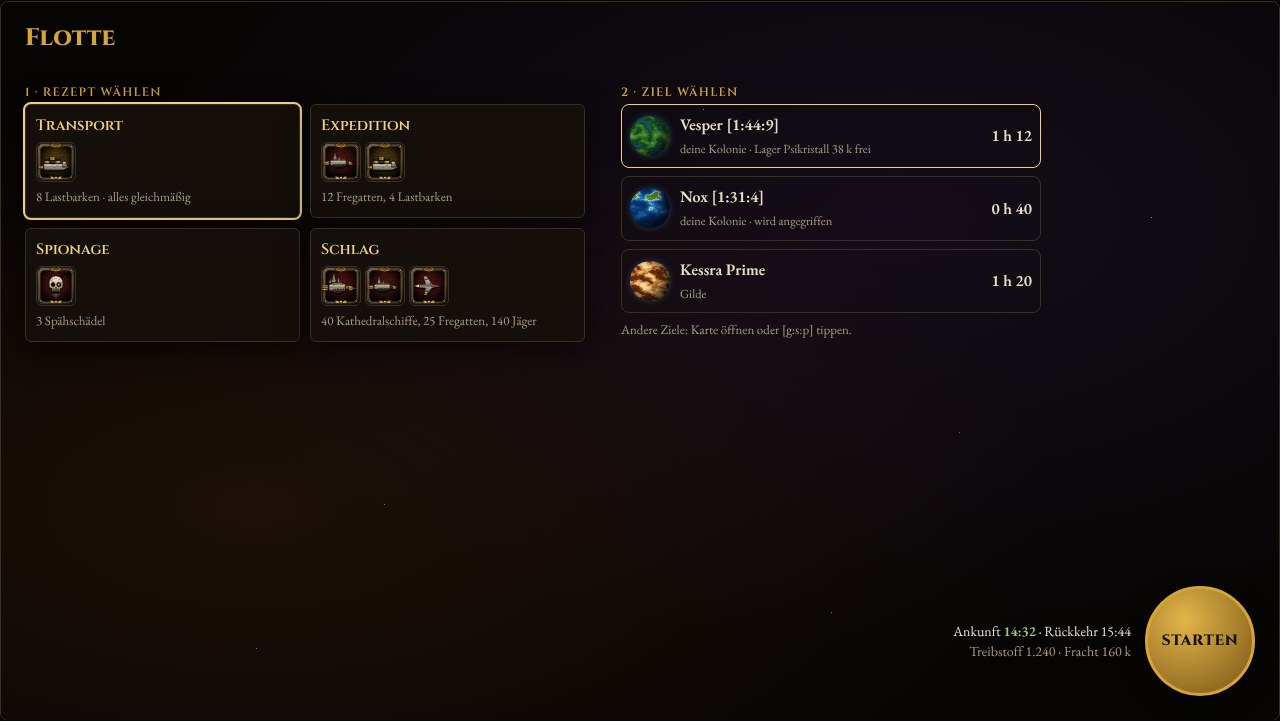 Flotte
1 · REZEPT WÄHLEN
Transport
8 Lastbarken · alles gleichmäßig
Expedition
12 Fregatten, 4 Lastbarken
Spionage
3 Spähschädel
Schlag
40 Kathedralschiffe, 25 Fregatten, 140 Jäger
2 · ZIEL WÄHLEN
Vesper [1:44:9]
deine Kolonie · Lager Psikristall 38 k frei
1 h 12
Nox [1:31:4]
deine Kolonie · wird angegriffen
0 h 40
Kessra Prime
Gilde
1 h 20
Andere Ziele: Karte öffnen oder [g:s:p] tippen.
Ankunft 14:32 · Rückkehr 15:44
Treibstoff 1.240 · Fracht 160 k
STARTEN